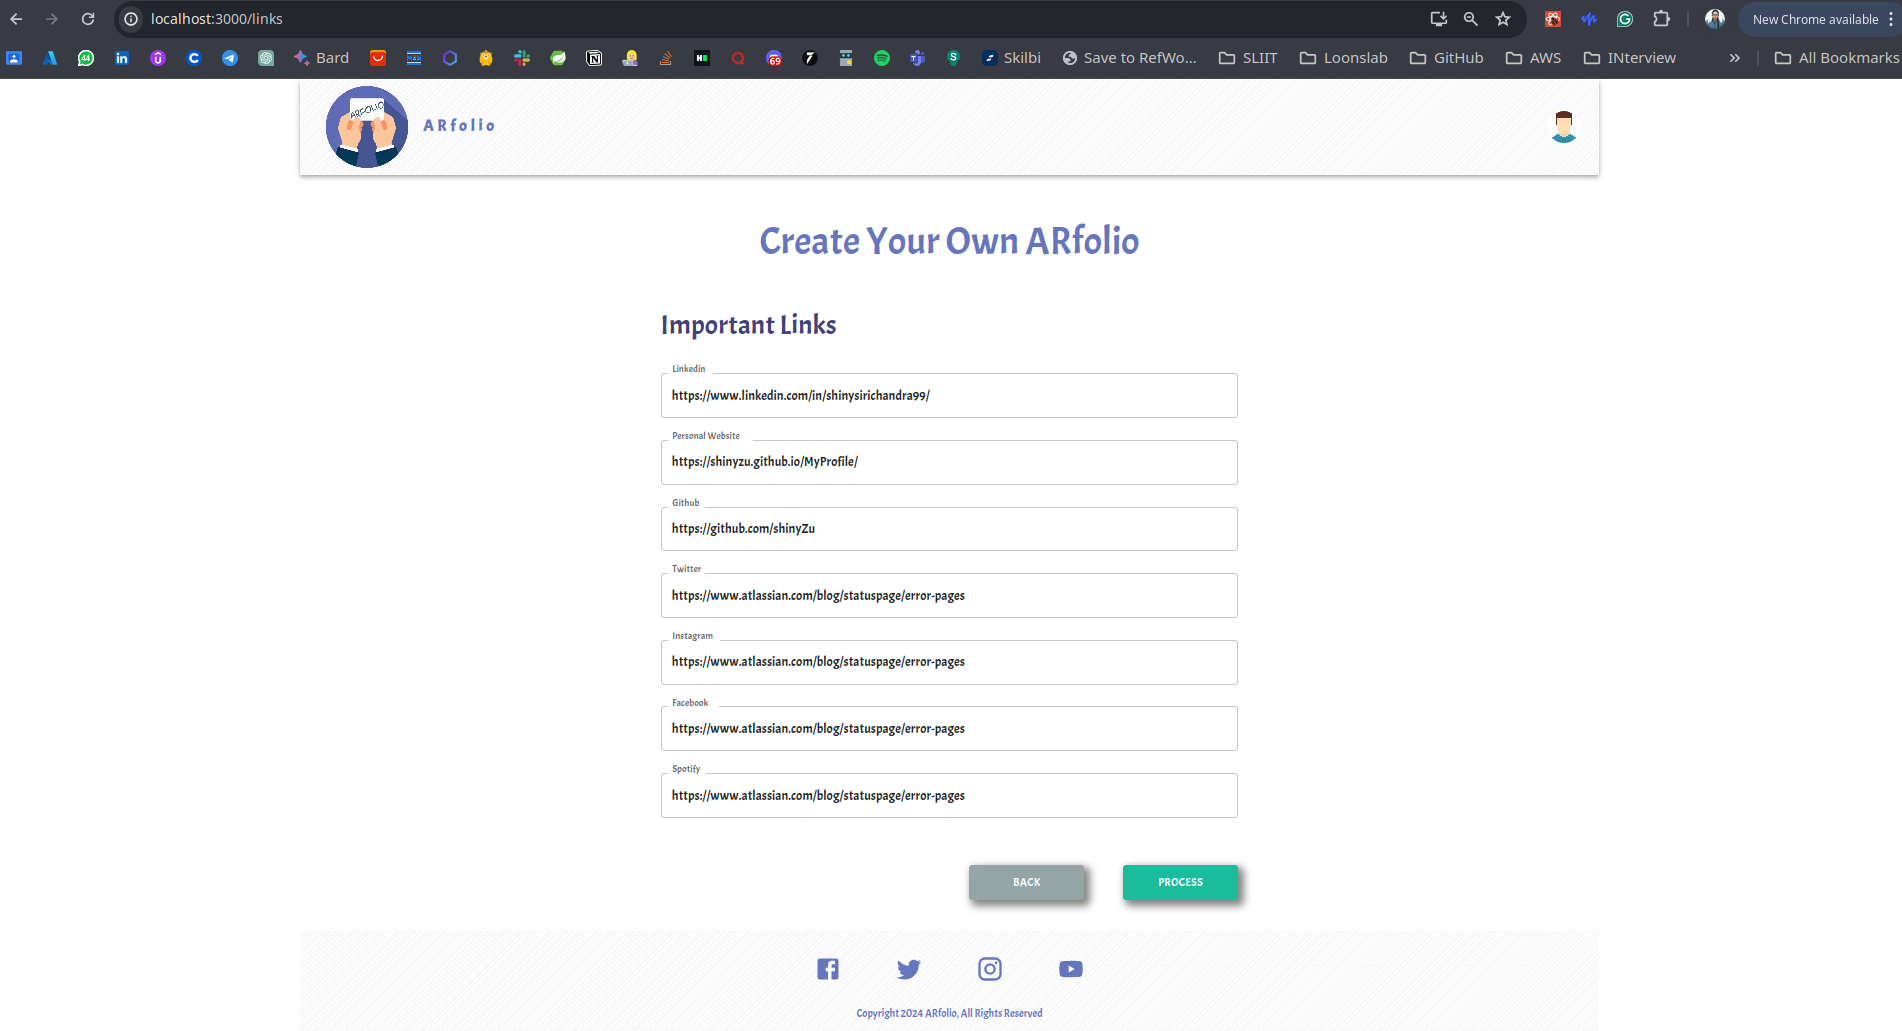 localhost:3000/links
New Chrome available
44
Bard
69
7
Skilbi
Save to RefWo...
SLIIT
Loonslab
GitHub
AWS
INterview
»
All Bookmarks
ARFOLIO
ARfolio
Create Your Own ARfolio
Important Links
Linkedin
https://www.linkedin.com/in/shinysirichandra99/
Personal Website
https://shinyzu.github.io/MyProfile/
Github
https://github.com/shinyZu
Twitter
https://www.atlassian.com/blog/statuspage/error-pages
Instagram
https://www.atlassian.com/blog/statuspage/error-pages
Facebook
https://www.atlassian.com/blog/statuspage/error-pages
Spotify
https://www.atlassian.com/blog/statuspage/error-pages
BACK
PROCESS
Copyright 2024 ARfolio, All Rights Reserved